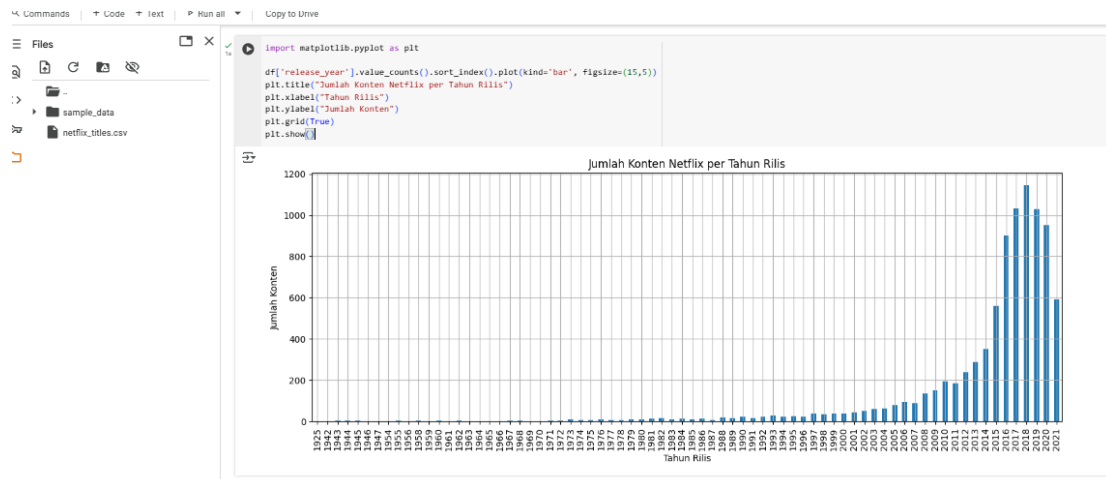 Commands + Code + Text Run all Copy to Drive
Files
..
sample_data
netflix_titles.csv
1s
import matplotlib.pyplot as plt
df['release_year'].value_counts().sort_index().plot(kind='bar', figsize=(15,5))
plt.title("Jumlah Konten Netflix per Tahun Rilis")
plt.xlabel("Tahun Rilis")
plt.ylabel("Jumlah Konten")
plt.grid(True)
plt.show()
Jumlah Konten Netflix per Tahun Rilis
1200
1000
800
600
400
200
0
Jumlah Konten
1925 1942 1943 1944 1945 1946 1947 1954 1955 1956 1958 1959 1960 1961 1962 1963 1964 1965 1966 1967 1968 1969 1970 1971 1972 1973 1974 1975 1976 1977 1978 1979 1980 1981 1982 1983 1984 1985 1986 1987 1988 1989 1990 1991 1992 1993 1994 1995 1996 1997 1998 1999 2000 2001 2002 2003 2004 2005 2006 2007 2008 2009 2010 2011 2012 2013 2014 2015 2016 2017 2018 2019 2020 2021
Tahun Rilis